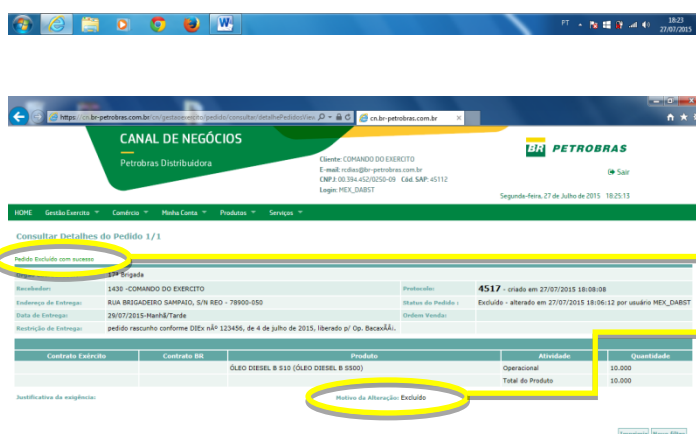 PT
18:23
27/07/2015
https://cn.br-petrobras.com.br/cn/gestaoexercito/pedido/consultar/detalhePedidosView
cn.br-petrobras.com.br
CANAL DE NEGÓCIOS
Petrobras Distribuidora
Cliente: COMANDO DO EXERCITO
E-mail: rcdias@br-petrobras.com.br
CNPJ: 00.394.452/0250-09 Cód. SAP: 45112
Login: MEX_DABST
BR PETROBRAS
Sair
Segunda-feira, 27 de Julho de 2015 18:25:13
HOME Gestão Exercito Comércio Minha Conta Produtos Serviços
Consultar Detalhes do Pedido 1/1
Pedido Excluído com sucesso
17ª Brigada
Recebedor: 1430 -COMANDO DO EXERCITO Protocolo: 4517 - criado em 27/07/2015 18:08:08
Endereço de Entrega: RUA BRIGADEIRO SAMPAIO, S/N REO - 78900-050 Status do Pedido : Excluído - alterado em 27/07/2015 18:06:12 por usuário MEX_DABST
Data de Entrega: 29/07/2015-Manhã/Tarde Ordem Venda:
Restrição de Entrega: pedido rascunho conforme DIEx nÂº 123456, de 4 de julho de 2015, liberado p/ Op.
Contrato Exército Contrato BR Produto Atividade Quantidade
ÓLEO DIESEL B S10 (ÓLEO DIESEL B S500) Operacional 10.000
Total do Produto 10.000
Justificativa da exigência: Motivo da Alteração: Excluído